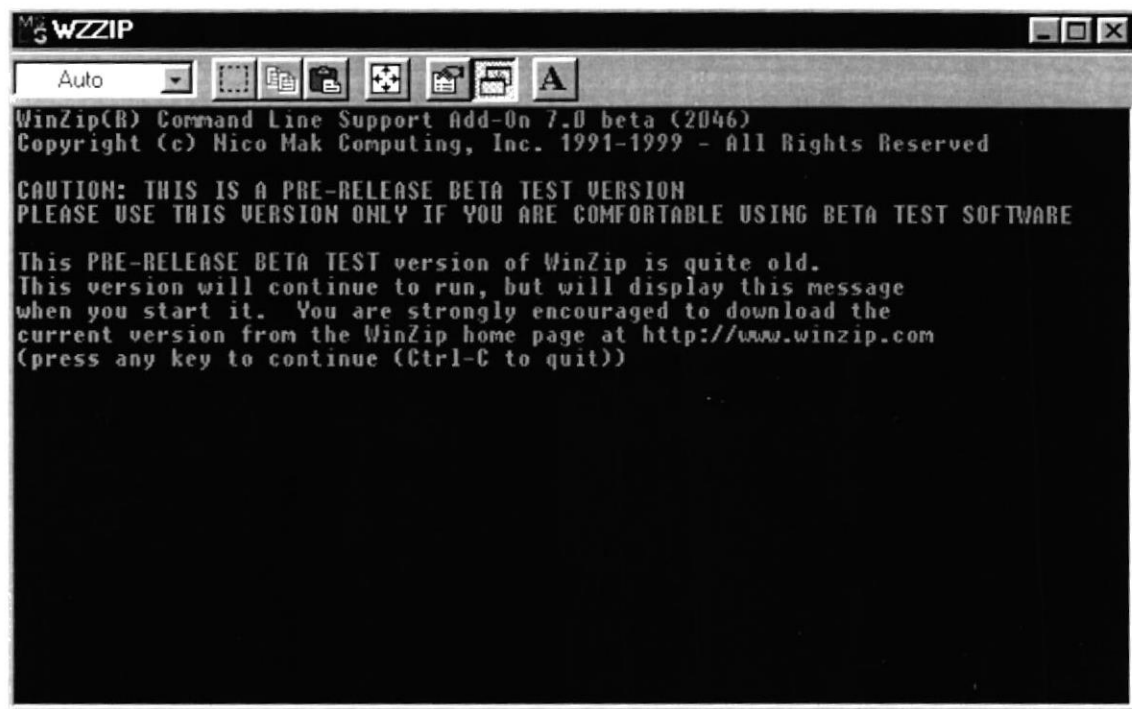 WZZIP
Auto
A
WinZip(R) Command Line Support Add-On 7.0 beta (2046)
Copyright (c) Nico Mak Computing, Inc. 1991-1999 - All Rights Reserved
CAUTION: THIS IS A PRE-RELEASE BETA TEST VERSION
PLEASE USE THIS VERSION ONLY IF YOU ARE COMFORTABLE USING BETA TEST SOFTWARE
This PRE-RELEASE BETA TEST version of WinZip is quite old.
This version will continue to run, but will display this message
when you start it.  You are strongly encouraged to download the
current version from the WinZip home page at http://www.winzip.com
(press any key to continue (Ctrl-C to quit))